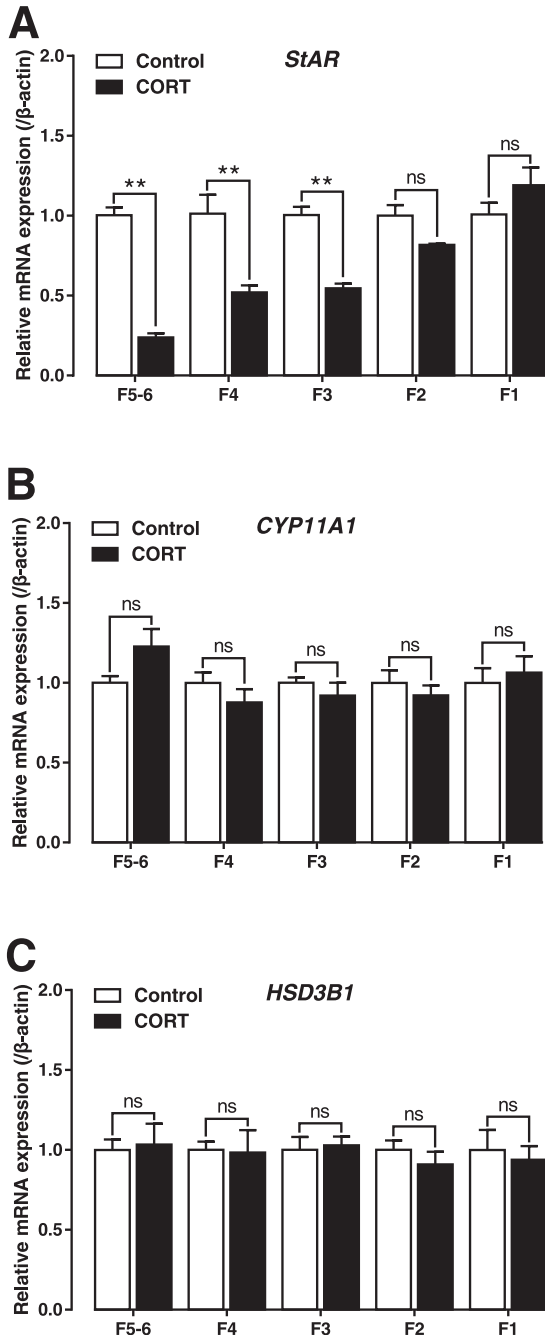 A
StAR
Control
CORT
Relative mRNA expression (/β-actin)
2.0
1.5
1.0
0.5
0.0
**
**
**
ns
ns
F5-6 F4 F3 F2 F1
B
CYP11A1
Control
CORT
Relative mRNA expression (/β-actin)
2.0
1.5
1.0
0.5
0.0
ns
ns
ns
ns
ns
F5-6 F4 F3 F2 F1
C
HSD3B1
Control
CORT
Relative mRNA expression (/β-actin)
2.0
1.5
1.0
0.5
0.0
ns
ns
ns
ns
ns
F5-6 F4 F3 F2 F1